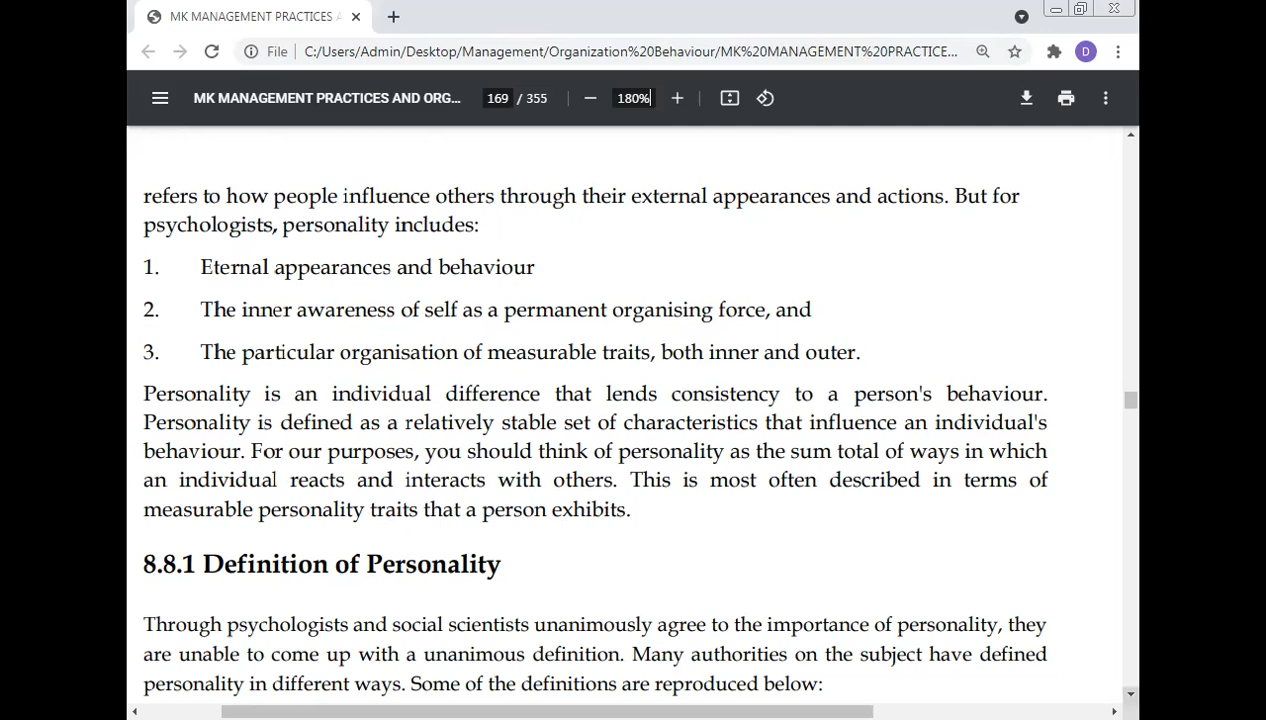 MK MANAGEMENT PRACTICES A
File C:/Users/Admin/Desktop/Management/Organization%20Behaviour/MK%20MANAGEMENT%20PRACTICE... D
MK MANAGEMENT PRACTICES AND ORG... 169 / 355 180%
refers to how people influence others through their external appearances and actions. But for
psychologists, personality includes:
1. Eternal appearances and behaviour
2. The inner awareness of self as a permanent organising force, and
3. The particular organisation of measurable traits, both inner and outer.
Personality is an individual difference that lends consistency to a person's behaviour.
Personality is defined as a relatively stable set of characteristics that influence an individual's
behaviour. For our purposes, you should think of personality as the sum total of ways in which
an individual reacts and interacts with others. This is most often described in terms of
measurable personality traits that a person exhibits.
8.8.1 Definition of Personality
Through psychologists and social scientists unanimously agree to the importance of personality, they
are unable to come up with a unanimous definition. Many authorities on the subject have defined
personality in different ways. Some of the definitions are reproduced below: